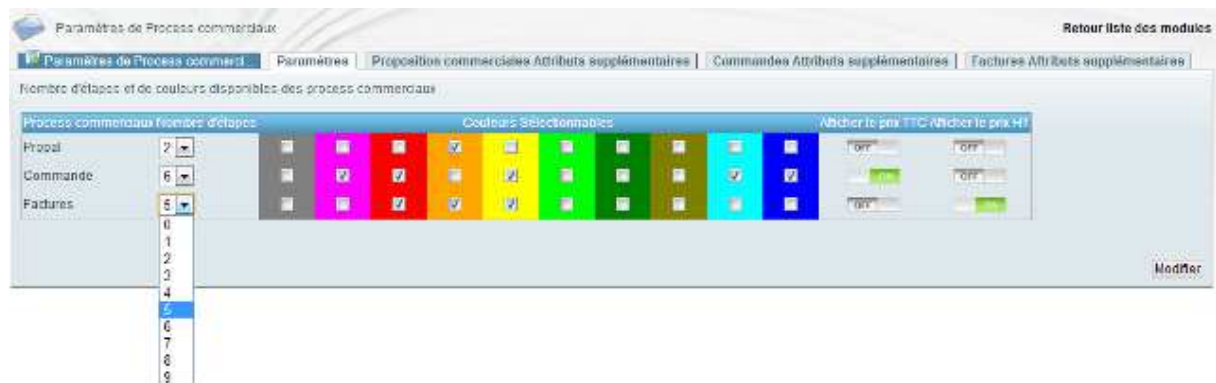 Paramètres de Process commerciaux
Retour liste des modules
Paramètres de Process commerci...
Paramètres
Proposition commerciales Attributs supplémentaires
Commandes Attributs supplémentaires
Factures Attributs supplémentaires
Nombre d'étapes et de couleurs disponibles des process commerciaux
Process commerciaux Nombre d'étapes Couleurs Sélectionnables Afficher le prix TTC Afficher le prix HT
Propal 2 OFF OFF
Commande 6 ON OFF
Factures 5 OFF ON
0
1
2
3
4
5
6
7
8
9
Modifier